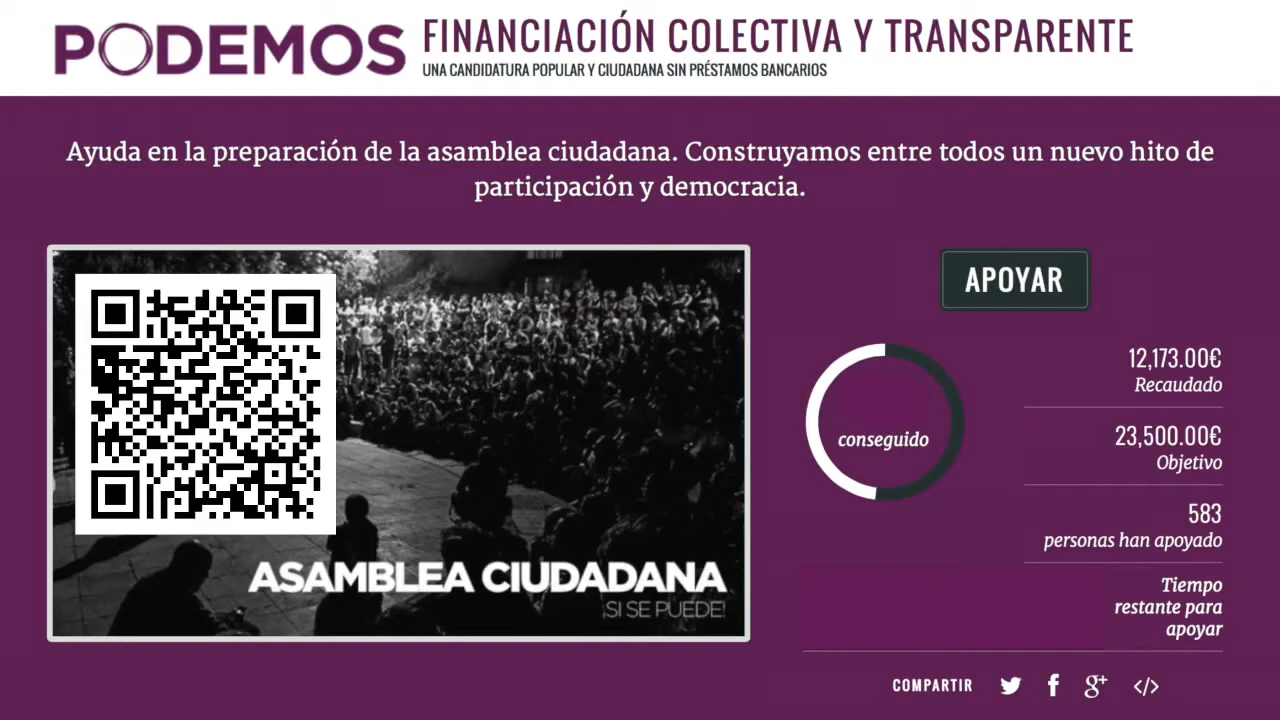 PODEMOS
FINANCIACIÓN COLECTIVA Y TRANSPARENTE
UNA CANDIDATURA POPULAR Y CIUDADANA SIN PRÉSTAMOS BANCARIOS
Ayuda en la preparación de la asamblea ciudadana. Construyamos entre todos un nuevo hito de
participación y democracia.
ASAMBLEA CIUDADANA
¡SI SE PUEDE!
APOYAR
conseguido
12,173.00€
Recaudado
23,500.00€
Objetivo
583
personas han apoyado
Tiempo
restante para
apoyar
COMPARTIR